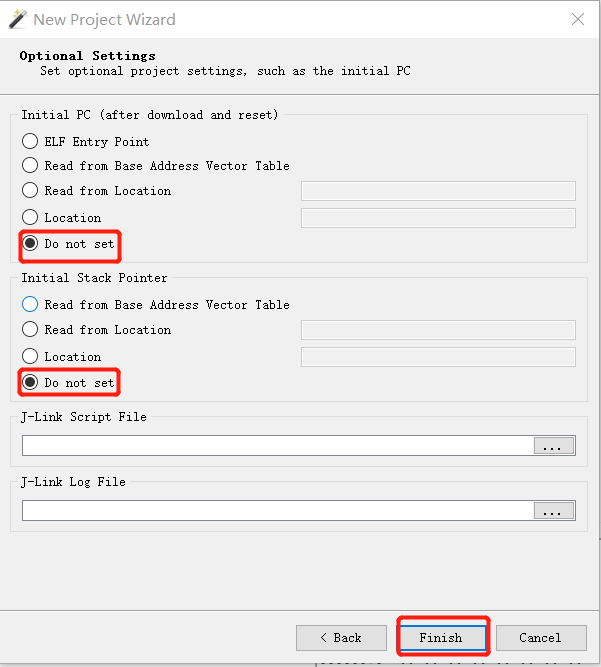 New Project Wizard
Optional Settings
Set optional project settings, such as the initial PC
Initial PC (after download and reset)
ELF Entry Point
Read from Base Address Vector Table
Read from Location
Location
Do not set
Initial Stack Pointer
Read from Base Address Vector Table
Read from Location
Location
Do not set
J-Link Script File
...
J-Link Log File
...
< Back Finish Cancel